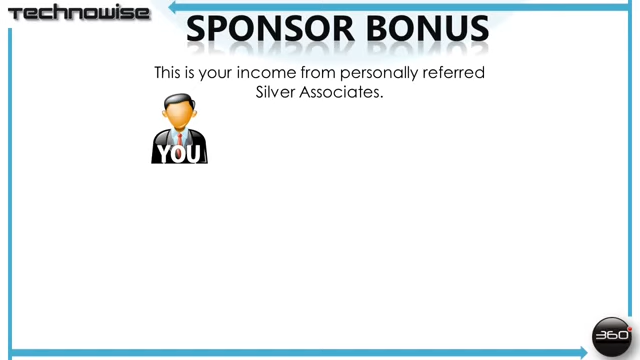 Technowise
SPONSOR BONUS
This is your income from personally referred
Silver Associates.
YOU
360°